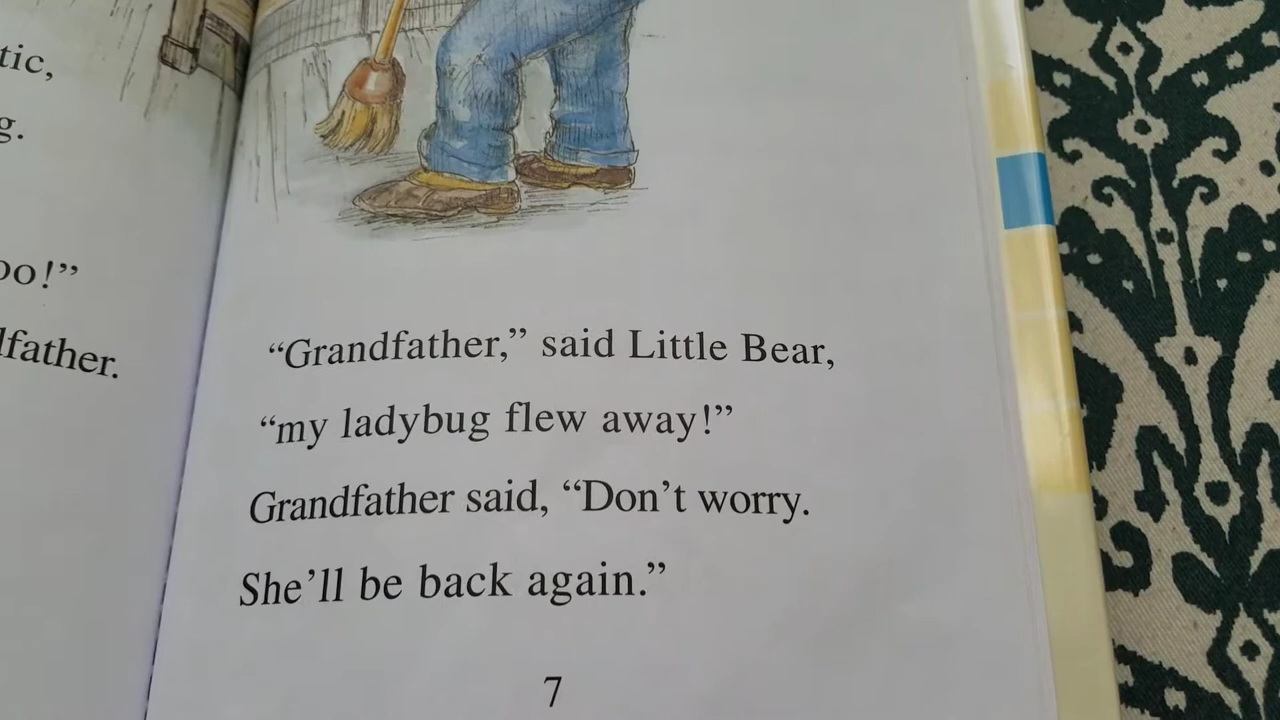 “Grandfather,” said Little Bear,
“my ladybug flew away!”
Grandfather said, “Don’t worry.
She’ll be back again.”
7